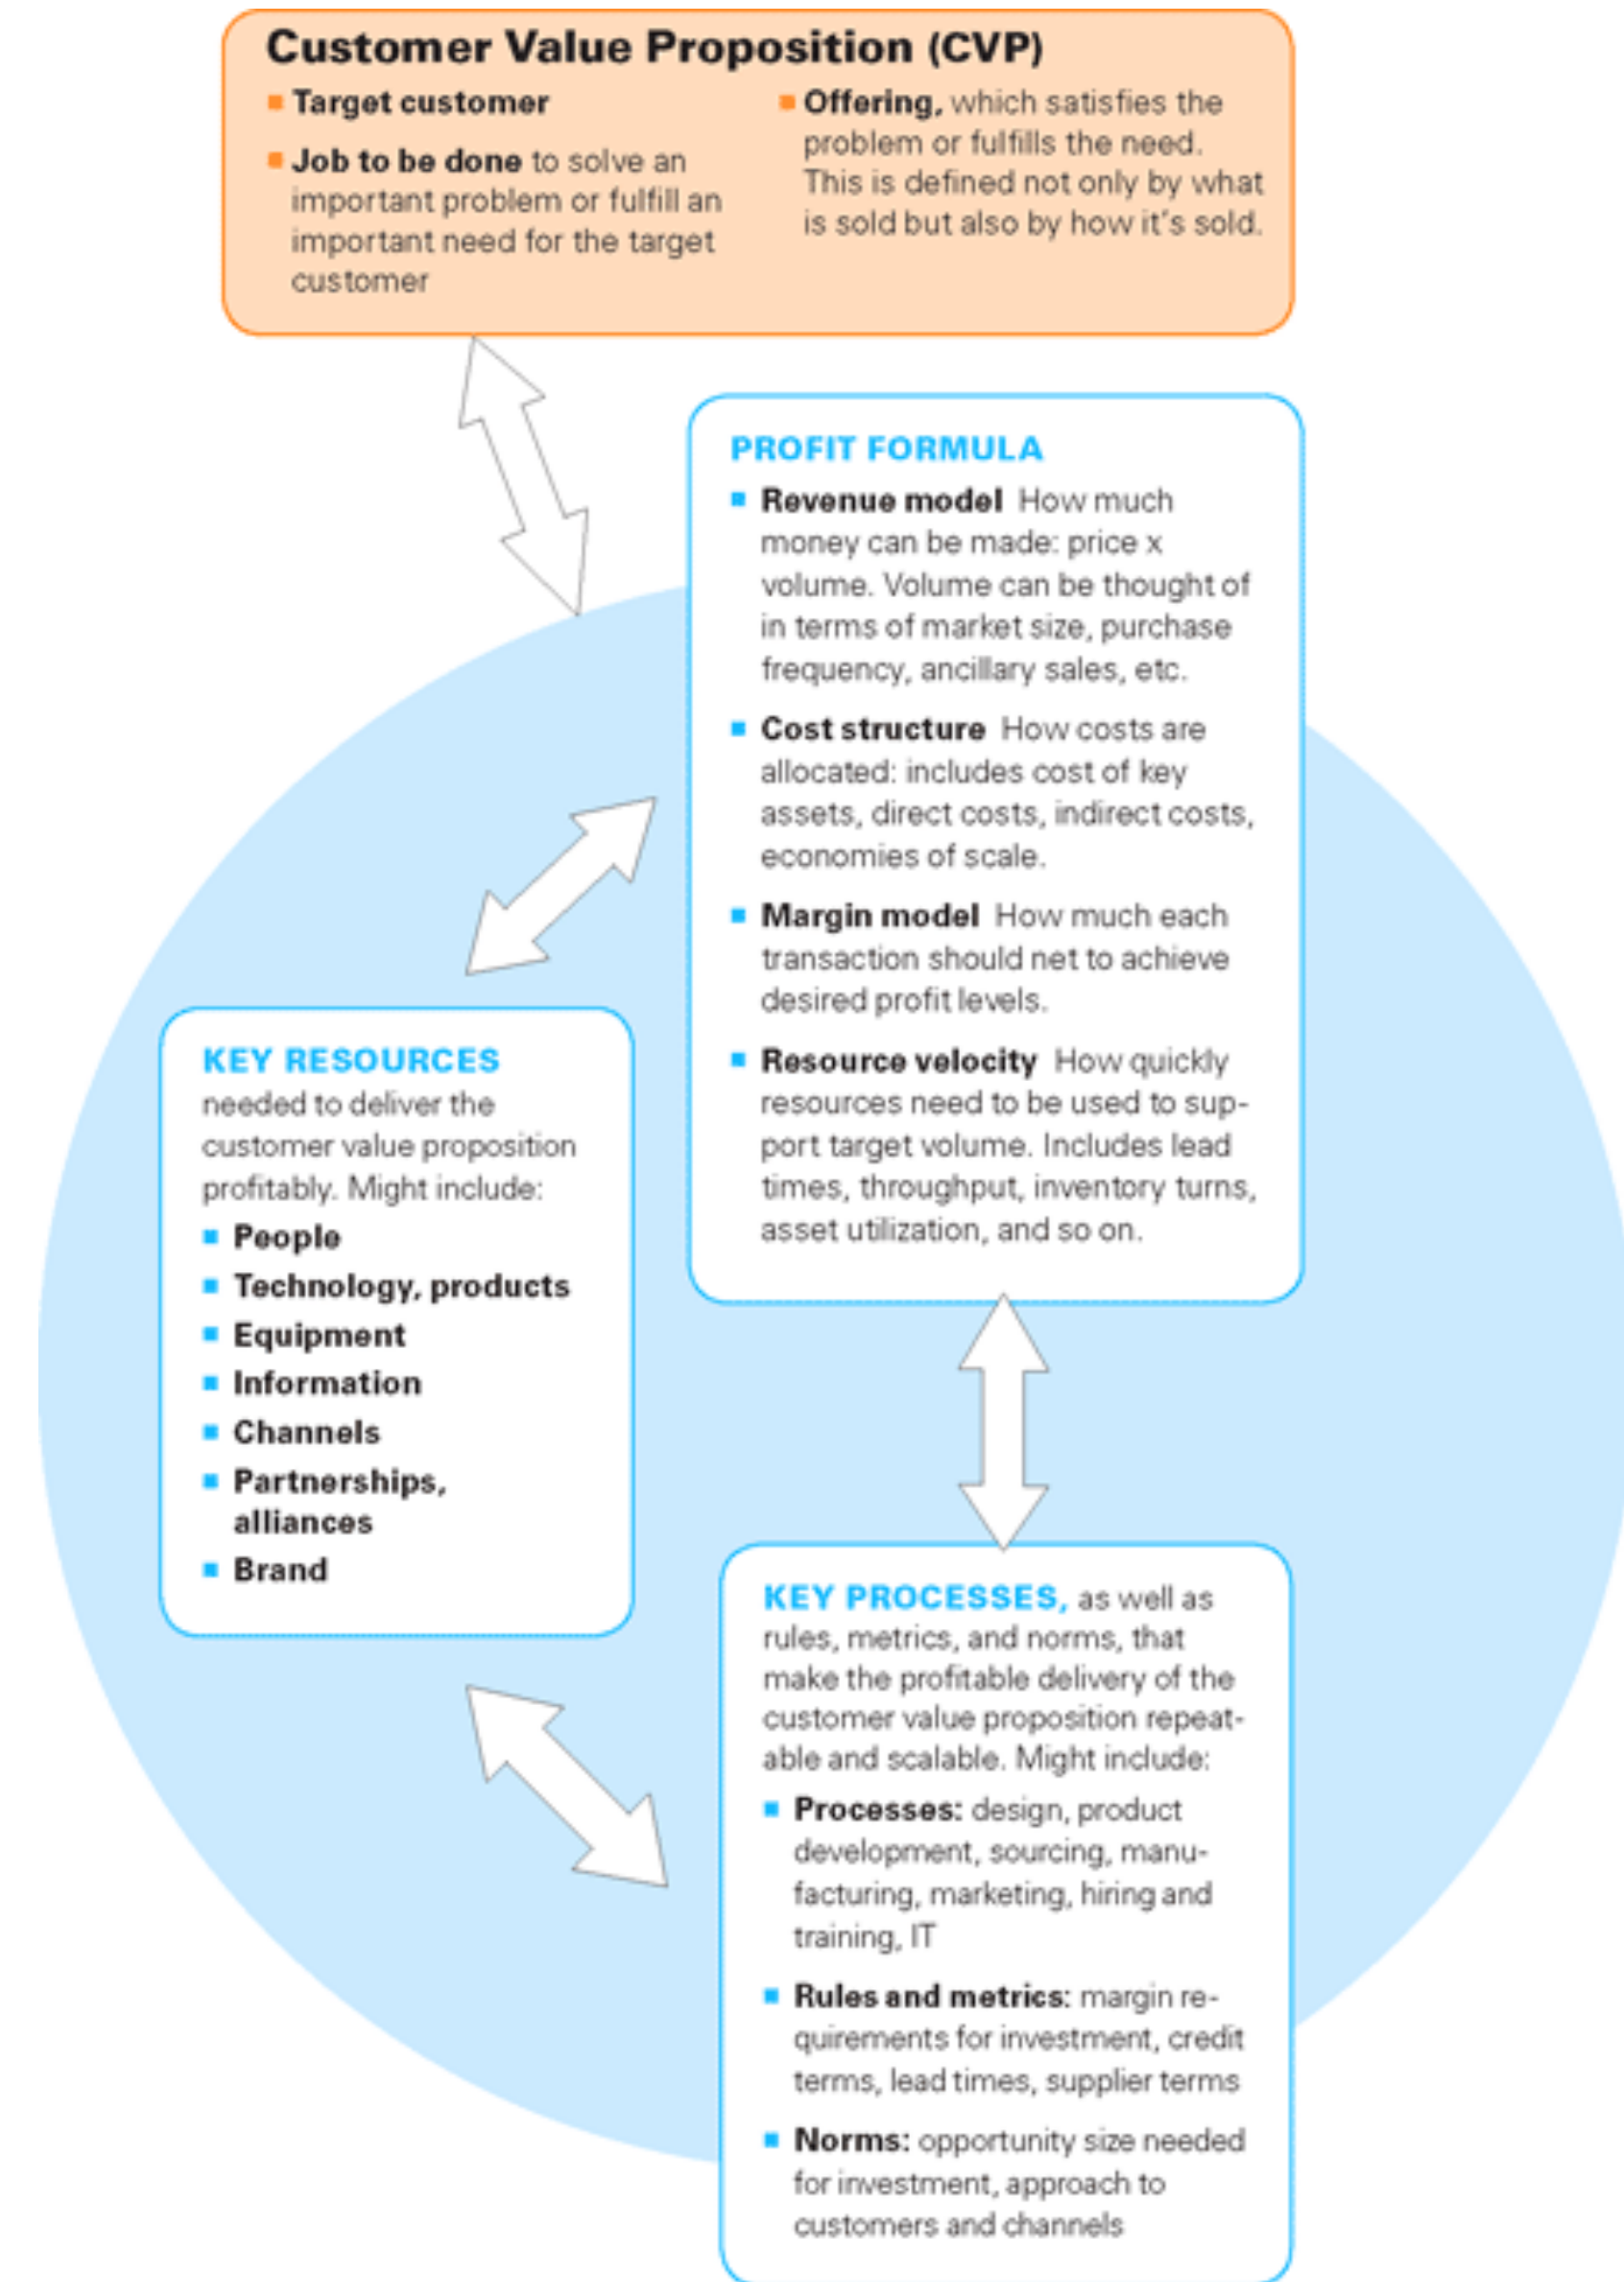 Customer Value Proposition (CVP)
Target customer
Job to be done to solve an
important problem or fulfill an
important need for the target
customer
Offering, which satisfies the
problem or fulfills the need.
This is defined not only by what
is sold but also by how it's sold.
PROFIT FORMULA
Revenue model How much
money can be made: price x
volume. Volume can be thought of
in terms of market size, purchase
frequency, ancillary sales, etc.
Cost structure How costs are
allocated: includes cost of key
assets, direct costs, indirect costs,
economies of scale.
Margin model How much each
transaction should net to achieve
desired profit levels.
Resource velocity How quickly
resources need to be used to sup-
port target volume. Includes lead
times, throughput, inventory turns,
asset utilization, and so on.
KEY RESOURCES
needed to deliver the
customer value proposition
profitably. Might include:
People
Technology, products
Equipment
Information
Channels
Partnerships,
alliances
Brand
KEY PROCESSES, as well as
rules, metrics, and norms, that
make the profitable delivery of the
customer value proposition repeat-
able and scalable. Might include:
Processes: design, product
development, sourcing, manu-
facturing, marketing, hiring and
training, IT
Rules and metrics: margin re-
quirements for investment, credit
terms, lead times, supplier terms
Norms: opportunity size needed
for investment, approach to
customers and channels